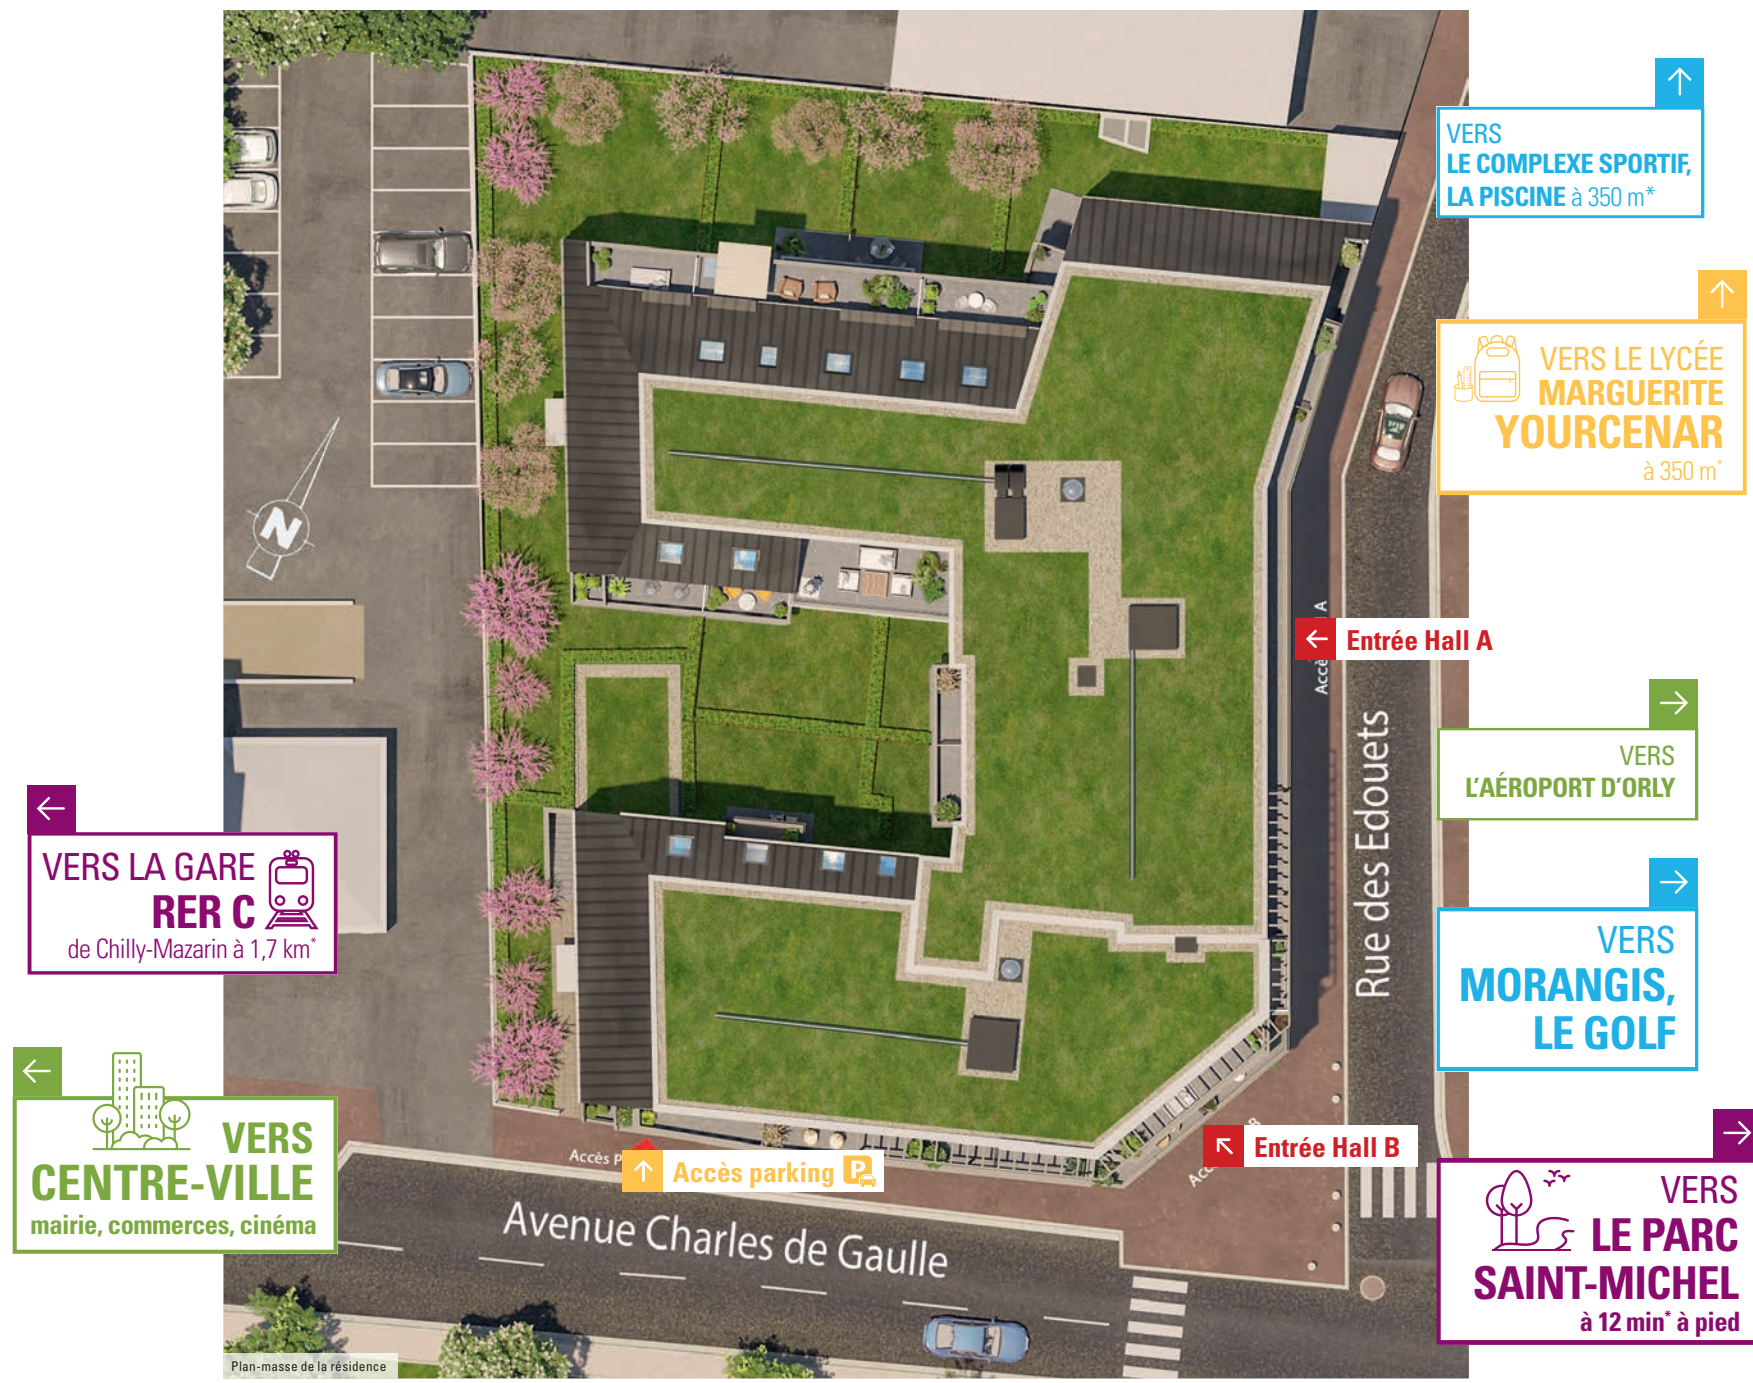 VERS
LE COMPLEXE SPORTIF,
LA PISCINE à 350 m*
VERS LE LYCÉE
MARGUERITE
YOURCENAR
à 350 m*
N
Accè A
Entrée Hall A
Rue des Edouets
VERS
L'AÉROPORT D'ORLY
VERS LA GARE
RER C
de Chilly-Mazarin à 1,7 km*
VERS
MORANGIS,
LE GOLF
VERS
CENTRE-VILLE
mairie, commerces, cinéma
Accès P
Accès parking P
Acc B
Entrée Hall B
Avenue Charles de Gaulle
VERS
LE PARC
SAINT-MICHEL
à 12 min* à pied
Plan-masse de la résidence